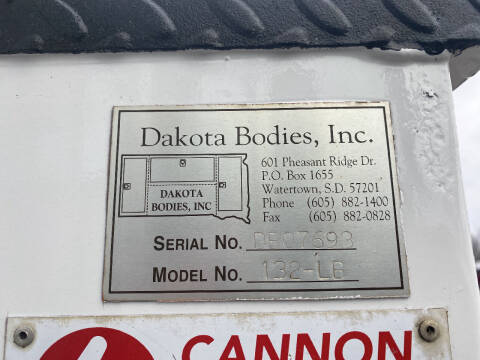 Dakota Bodies, Inc.
601 Pheasant Ridge Dr.
P.O. Box 1655
Watertown, S.D. 57201
Phone (605) 882-1400
Fax (605) 882-0828
DAKOTA
BODIES, INC
SERIAL NO.
MODEL NO. 132-LB
CANNON